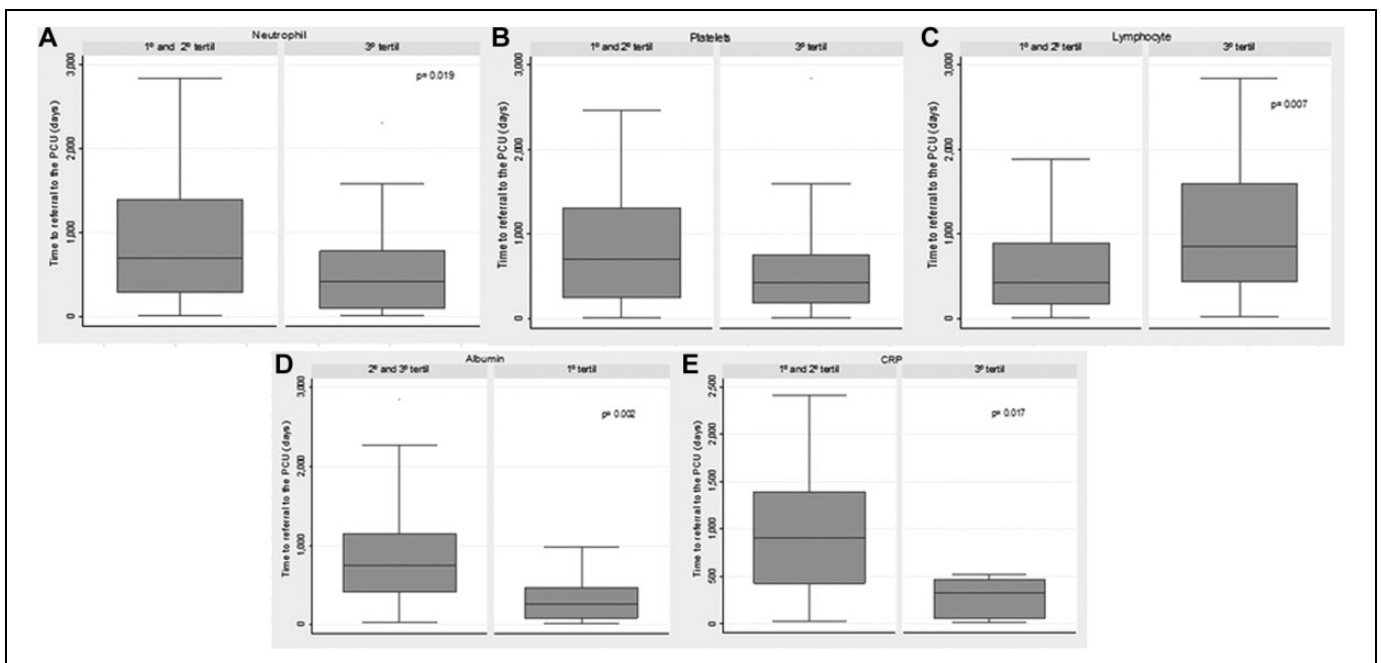 A
Neutrophil
1º and 2º tertil
3º tertil
p= 0.019
Time to referral to the PCU (days)
3,000
2,000
1,000
0
B
Platelets
1º and 2º tertil
3º tertil
Time to referral to the PCU (days)
3,000
2,000
1,000
0
C
Lymphocyte
1º and 2º tertil
3º tertil
p= 0.007
Time to referral to the PCU (days)
3,000
2,000
1,000
0
D
Albumin
2º and 3º tertil
1º tertil
p= 0.002
Time to referral to the PCU (days)
3,000
2,000
1,000
0
E
CRP
1º and 2º tertil
3º tertil
p= 0.017
Time to referral to the PCU (days)
2,500
2,000
1,500
1,000
500
0